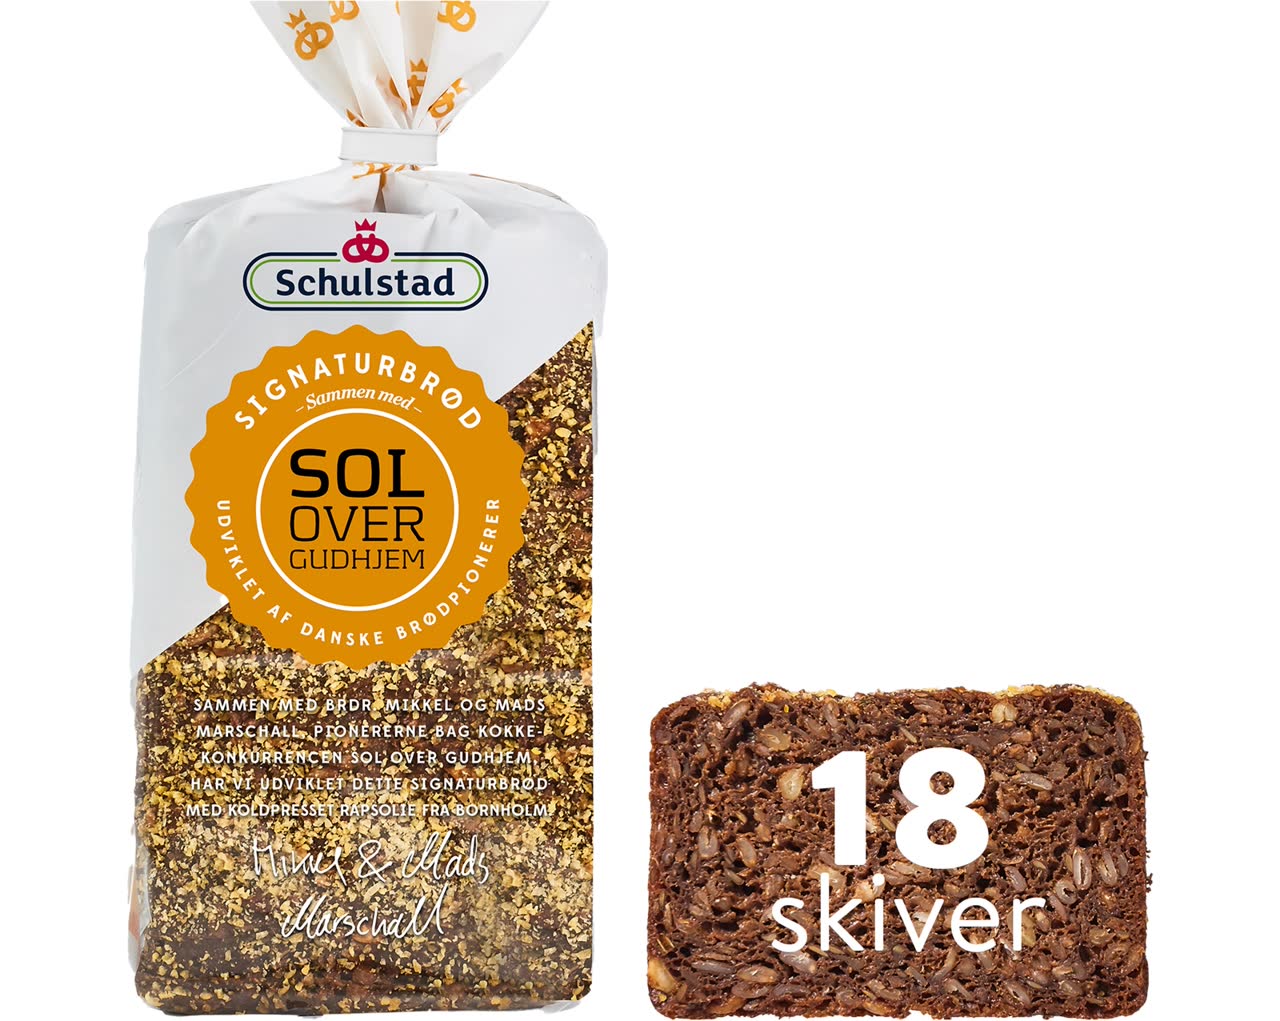 Schulstad
SIGNATURBRØD
– Sammen med –
SOL
OVER
GUDHJEM
UDVIKLET AF DANSKE BRØDPIONERER
SAMMEN MED BRDR. MIKKEL OG MADS
MARSCHALL, PIONERERNE BAG KOKKE-
KONKURRENCEN SOL OVER GUDHJEM,
HAR VI UDVIKLET DETTE SIGNATURBRØD
MED KOLDPRESSET RAPSOLIE FRA BORNHOLM.
& Mads
Marschall
18
skiver